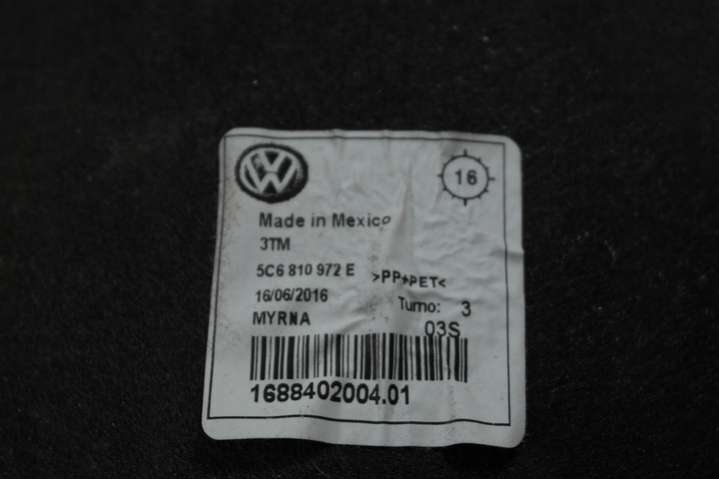 VW
16
Made in Mexico
3TM
5C6 810 972 E >PP+PET<
16/06/2016 Turno: 3
MYRNA 03S
1688402004.01